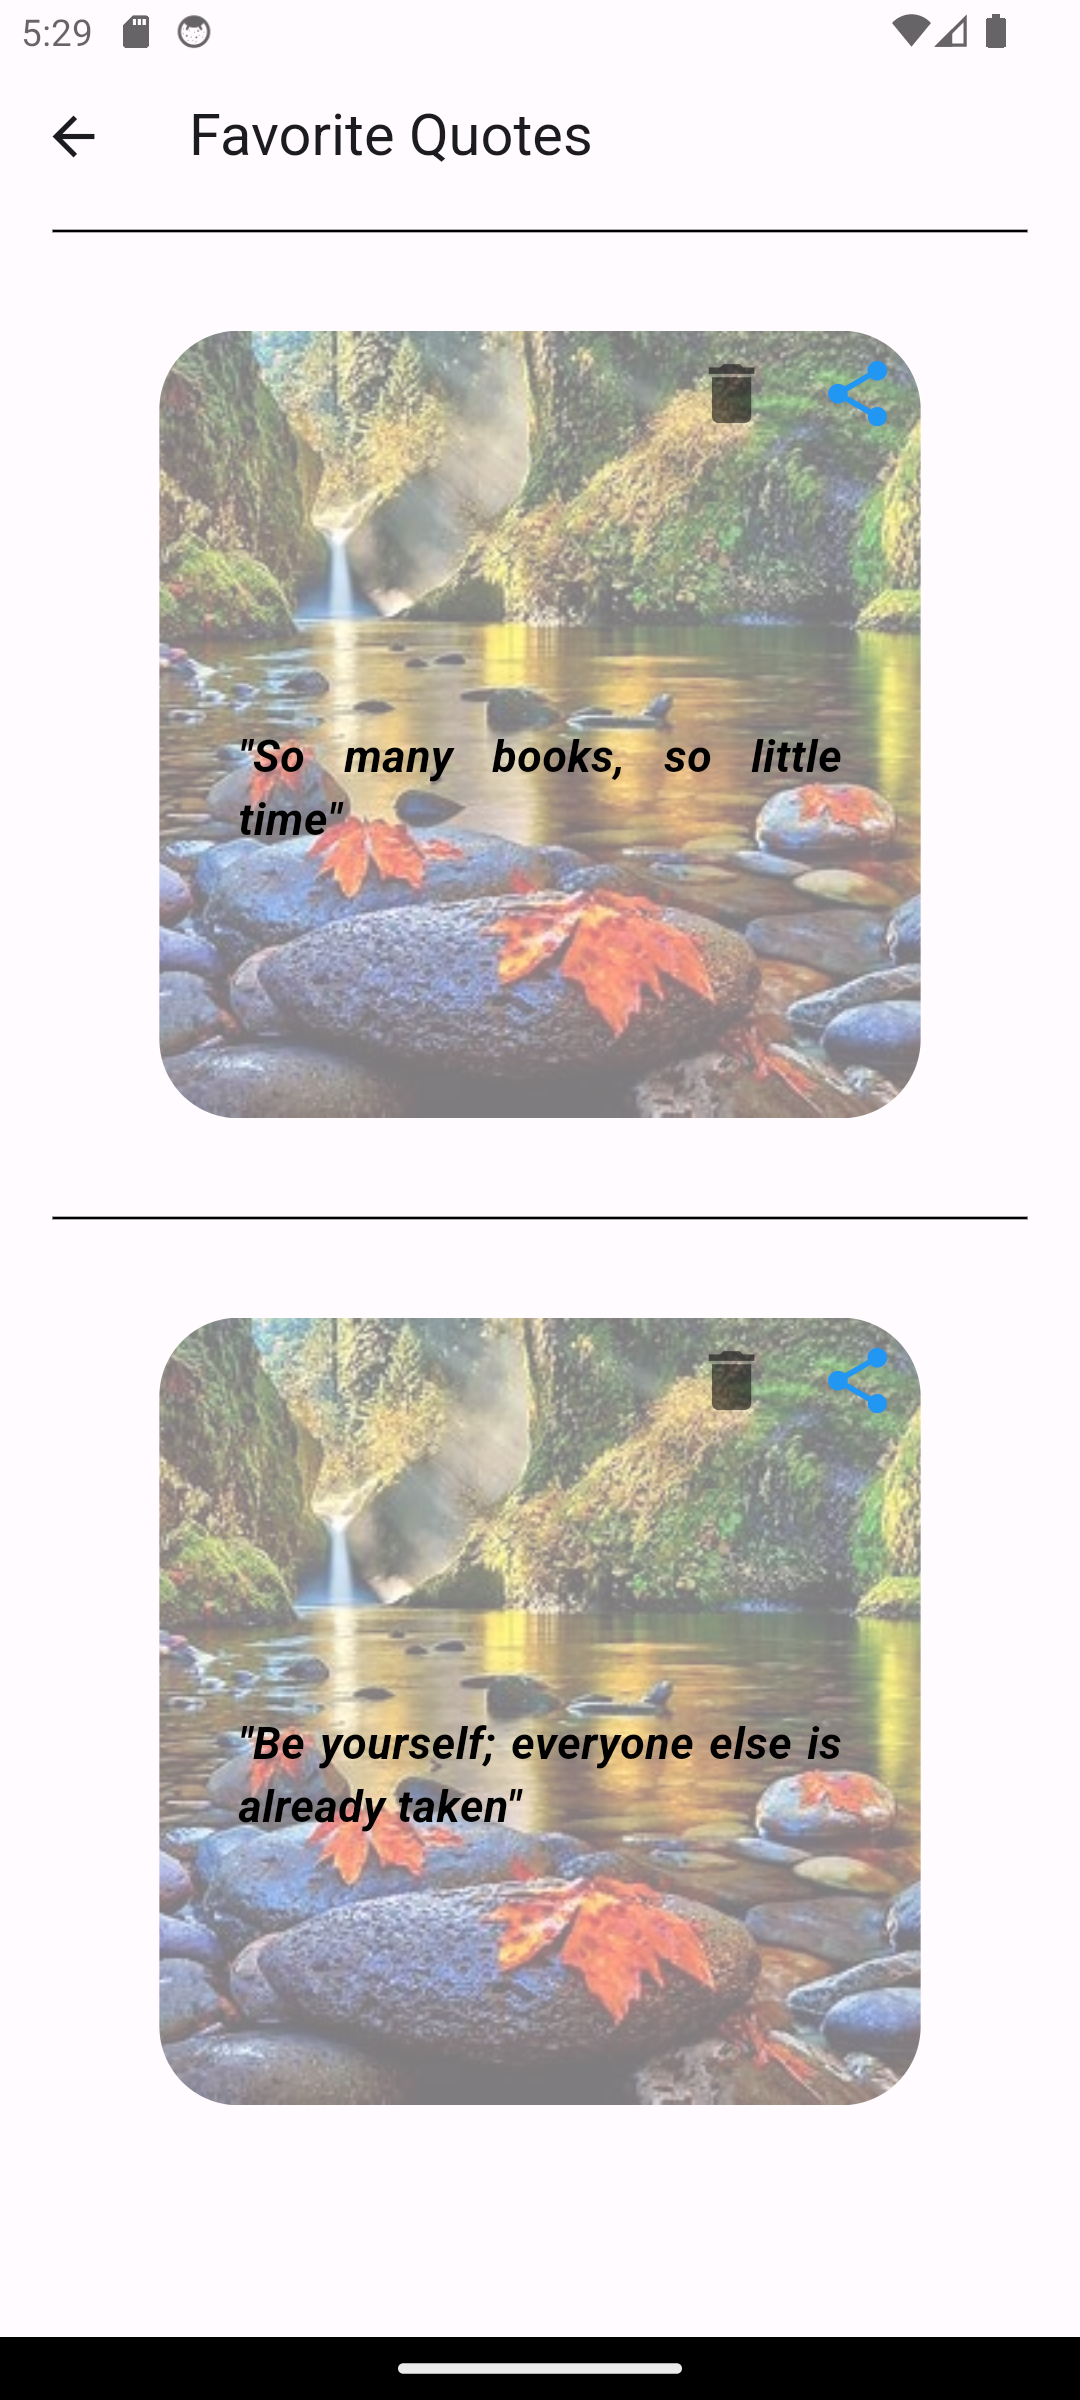 5:29
Favorite Quotes
"So many books, so little
time"
"Be yourself; everyone else is
already taken"